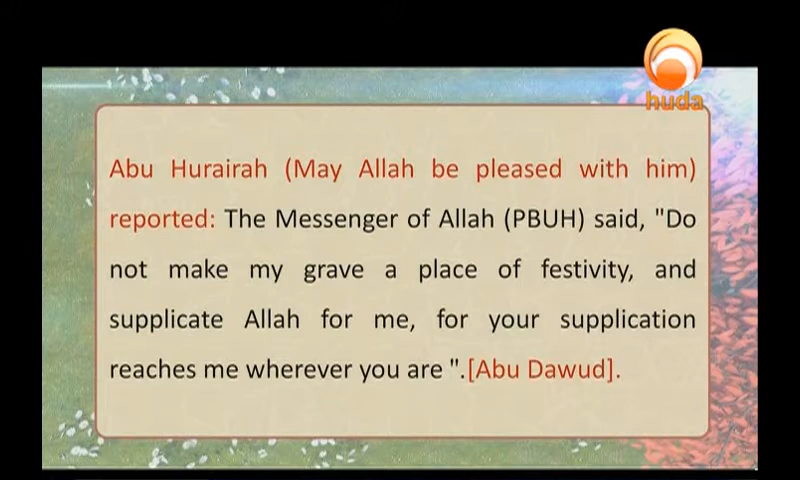 huda
Abu Hurairah (May Allah be pleased with him)
reported: The Messenger of Allah (PBUH) said, "Do
not make my grave a place of festivity, and
supplicate Allah for me, for your supplication
reaches me wherever you are ".[Abu Dawud].